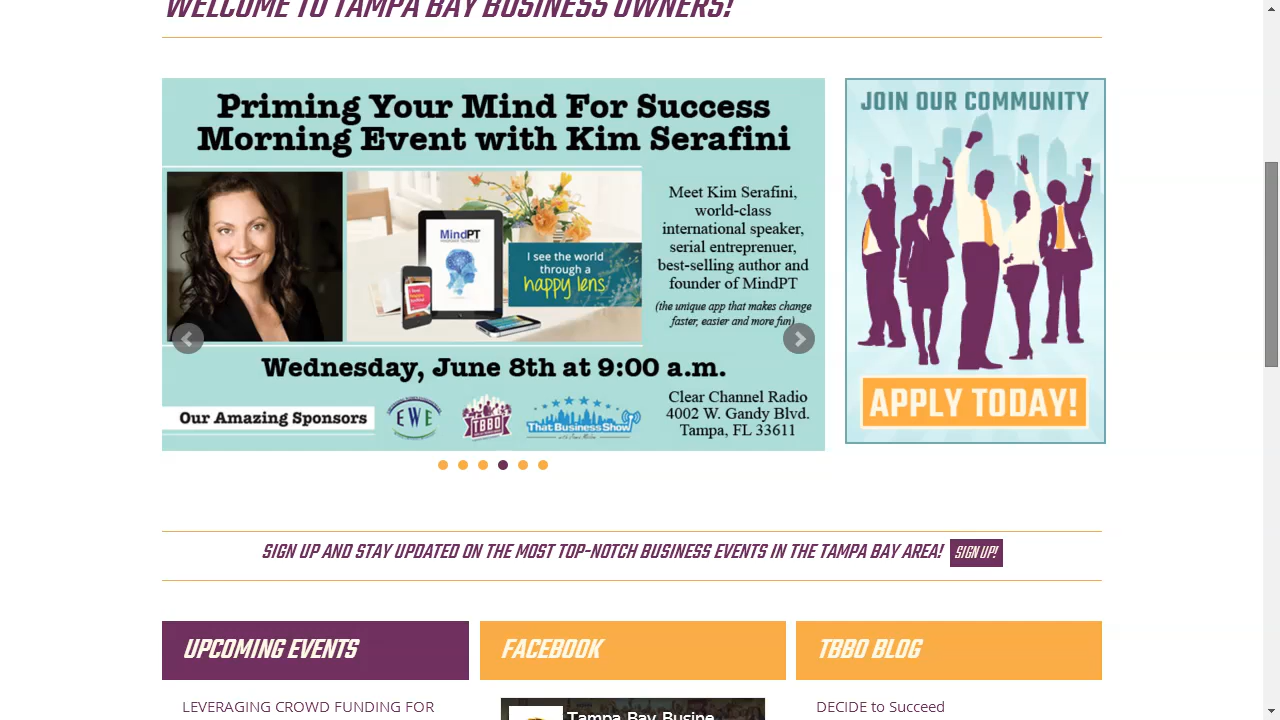 WELCOME TO TAMPA BAY BUSINESS OWNERS!
Priming Your Mind For Success
Morning Event with Kim Serafini
Meet Kim Serafini,
world-class
international speaker,
serial entreprenuer,
best-selling author and
founder of MindPT
(the unique app that makes change
faster, easier and more fun)
MindPT
I see the world
through a
happy lens
Wednesday, June 8th at 9:00 a.m.
Our Amazing Sponsors
EWE
TBBO
That Business Show
Clear Channel Radio
4002 W. Gandy Blvd.
Tampa, FL 33611
JOIN OUR COMMUNITY
APPLY TODAY!
SIGN UP AND STAY UPDATED ON THE MOST TOP-NOTCH BUSINESS EVENTS IN THE TAMPA BAY AREA! SIGN UP!
UPCOMING EVENTS
LEVERAGING CROWD FUNDING FOR
FACEBOOK
Tampa Bay Busine
TBBO BLOG
DECIDE to Succeed